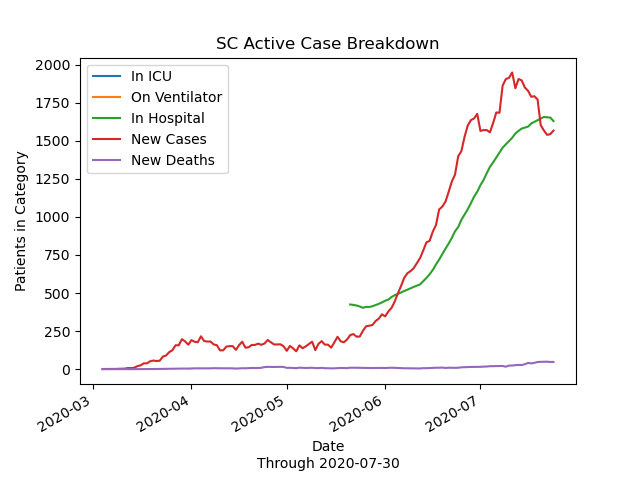 SC Active Case Breakdown
In ICU
On Ventilator
In Hospital
New Cases
New Deaths
Patients in Category
2000
1750
1500
1250
1000
750
500
250
0
2020-03
2020-04
2020-05
2020-06
2020-07
Date
Through 2020-07-30